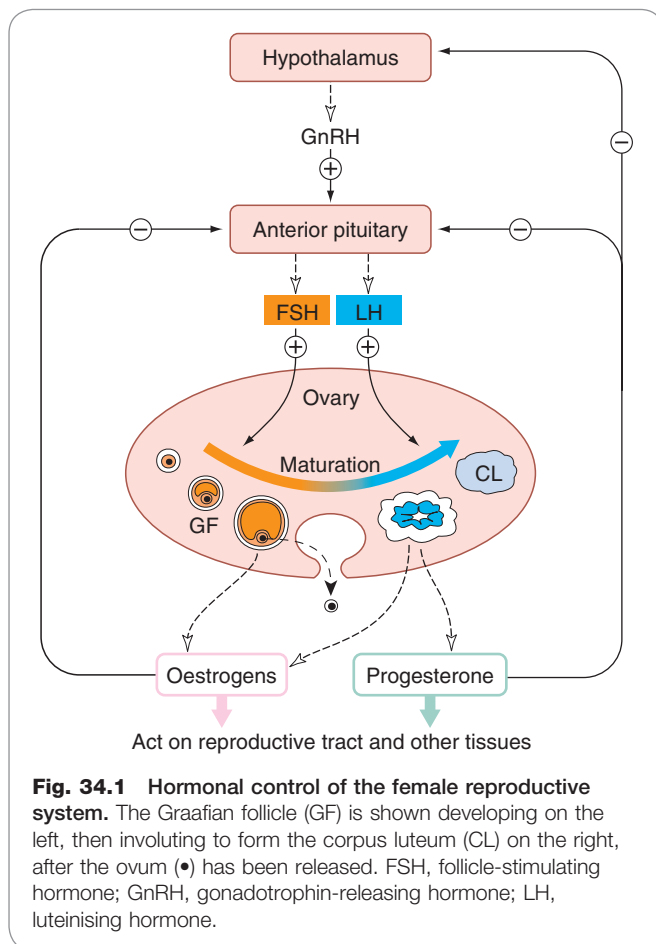 Hypothalamus
GnRH
+
−
Anterior pituitary
−
−
FSH
LH
+
+
Ovary
Maturation
CL
GF
Oestrogens
Progesterone
Act on reproductive tract and other tissues
Fig. 34.1 Hormonal control of the female reproductive
system. The Graafian follicle (GF) is shown developing on the
left, then involuting to form the corpus luteum (CL) on the right,
after the ovum (•) has been released. FSH, follicle-stimulating
hormone; GnRH, gonadotrophin-releasing hormone; LH,
luteinising hormone.